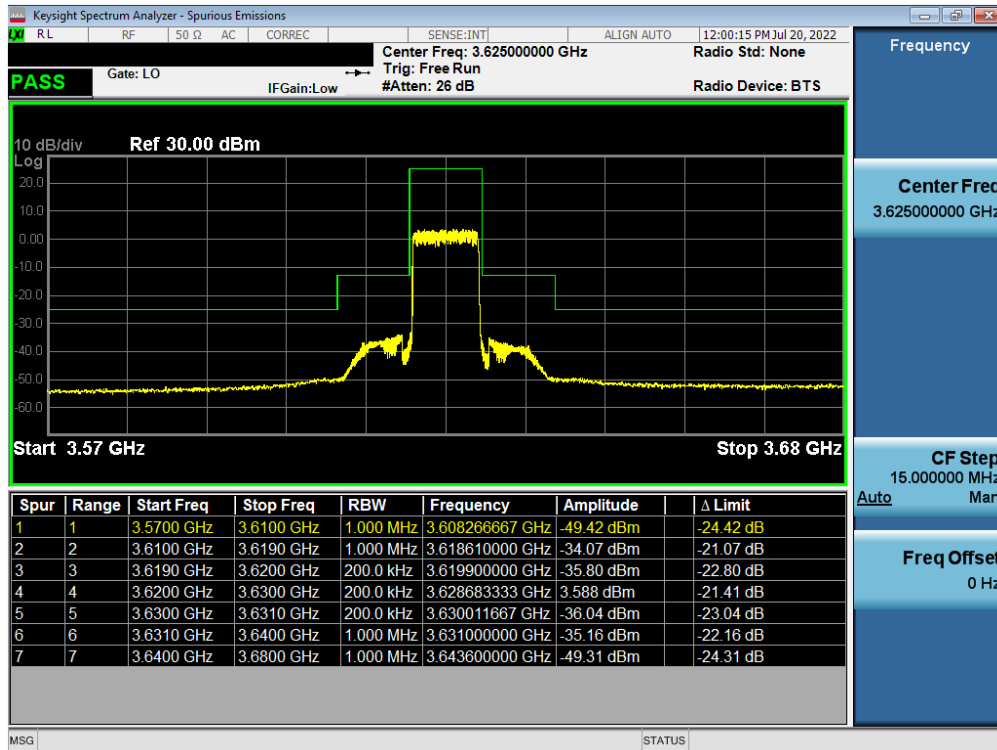 Keysight Spectrum Analyzer - Spurious Emissions
LXI RL RF 50 Ω AC CORREC SENSE:INT ALIGN AUTO 12:00:15 PM Jul 20, 2022
Center Freq: 3.625000000 GHz Radio Std: None
PASS Gate: LO Trig: Free Run
IFGain:Low #Atten: 26 dB Radio Device: BTS
Frequency
10 dB/div Ref 30.00 dBm
Log
20.0
10.0
0.00
-10.0
-20.0
-30.0
-40.0
-50.0
-60.0
Start 3.57 GHz Stop 3.68 GHz
Center Freq
3.625000000 GHz
CF Step
15.000000 MHz
Auto Man
Freq Offset
0 Hz
Spur Range Start Freq Stop Freq RBW Frequency Amplitude Δ Limit
1 1 3.5700 GHz 3.6100 GHz 1.000 MHz 3.608266667 GHz -49.42 dBm -24.42 dB
2 2 3.6100 GHz 3.6190 GHz 1.000 MHz 3.618610000 GHz -34.07 dBm -21.07 dB
3 3 3.6190 GHz 3.6200 GHz 200.0 kHz 3.619900000 GHz -35.80 dBm -22.80 dB
4 4 3.6200 GHz 3.6300 GHz 200.0 kHz 3.628683333 GHz 3.588 dBm -21.41 dB
5 5 3.6300 GHz 3.6310 GHz 200.0 kHz 3.630011667 GHz -36.04 dBm -23.04 dB
6 6 3.6310 GHz 3.6400 GHz 1.000 MHz 3.631000000 GHz -35.16 dBm -22.16 dB
7 7 3.6400 GHz 3.6800 GHz 1.000 MHz 3.643600000 GHz -49.31 dBm -24.31 dB
MSG STATUS